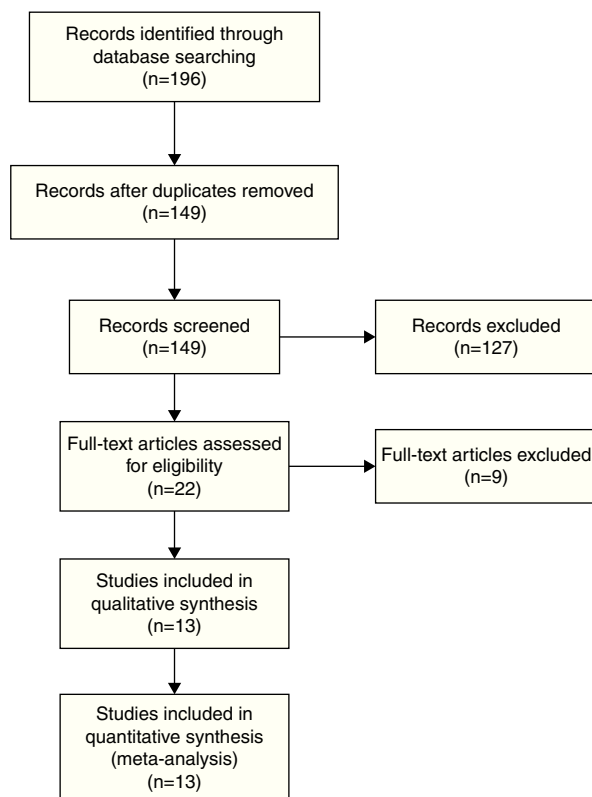 Records identified through
database searching
(n=196)
Records after duplicates removed
(n=149)
Records screened
(n=149)
Records excluded
(n=127)
Full-text articles assessed
for eligibility
(n=22)
Full-text articles excluded
(n=9)
Studies included in
qualitative synthesis
(n=13)
Studies included in
quantitative synthesis
(meta-analysis)
(n=13)